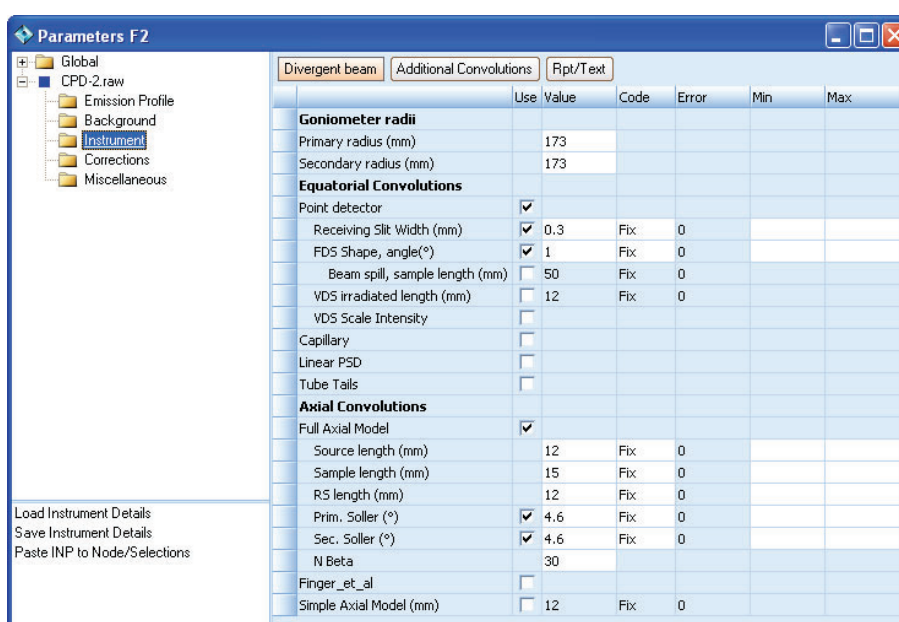 Parameters F2
Global
CPD-2.raw
Emission Profile
Background
Instrument
Corrections
Miscellaneous
Load Instrument Details
Save Instrument Details
Paste INP to Node/Selections
Divergent beam Additional Convolutions Rpt/Text
Use Value Code Error Min Max
Goniometer radii
Primary radius (mm) 173
Secondary radius (mm) 173
Equatorial Convolutions
Point detector
Receiving Slit Width (mm) 0.3 Fix 0
FDS Shape, angle(°) 1 Fix 0
Beam spill, sample length (mm) 50 Fix 0
VDS irradiated length (mm) 12 Fix 0
VDS Scale Intensity
Capillary
Linear PSD
Tube Tails
Axial Convolutions
Full Axial Model
Source length (mm) 12 Fix 0
Sample length (mm) 15 Fix 0
RS length (mm) 12 Fix 0
Prim. Soller (°) 4.6 Fix 0
Sec. Soller (°) 4.6 Fix 0
N Beta 30
Finger_et_al
Simple Axial Model (mm) 12 Fix 0